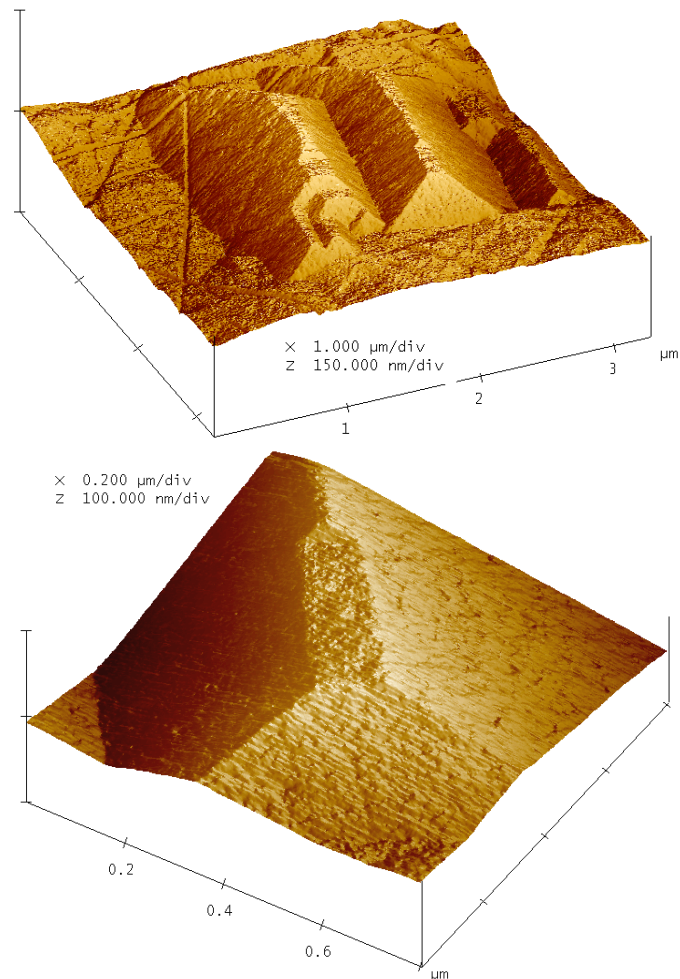 X 1.000 µm/div
Z 150.000 nm/div
µm
3
2
1
X 0.200 µm/div
Z 100.000 nm/div
0.2
0.4
0.6
µm